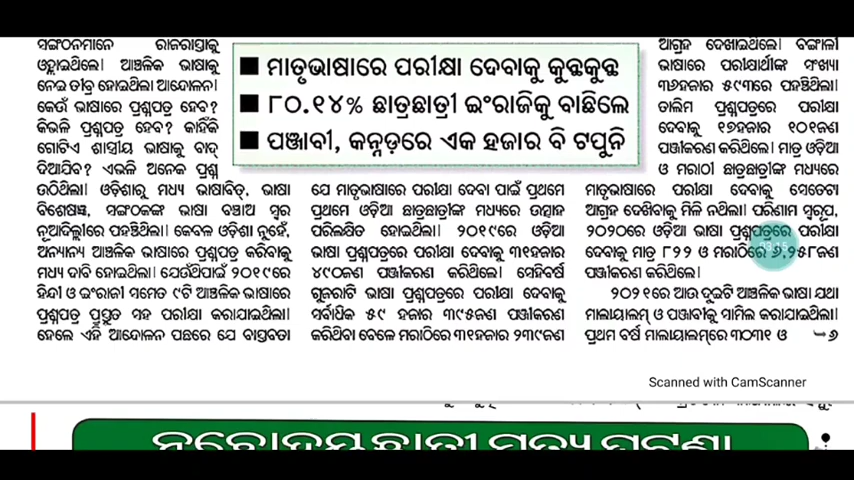 ସଙ୍ଗଠନମାନେ ରାଜରାସ୍ତାକୁ
ଓହ୍ଲାଇଥିଲେ। ଆଞ୍ଚଳିକ ଭାଷାକୁ
ନେଇ ତୀବ୍ର ହୋଇଥିଲା ଆନ୍ଦୋଳନ।
କେଉଁ ଭାଷାରେ ପ୍ରଶ୍ନପତ୍ର ହେବ?
କିଭଳି ପ୍ରଶ୍ନପତ୍ର ହେବ? କାହିଁକି
ଗୋଟିଏ ଶାସ୍ତ୍ରୀୟ ଭାଷାକୁ ବାଦ୍
ଦିଆଯିବ? ଏଭଳି ଅନେକ ପ୍ରଶ୍ନ
ଉଠିଥିଲା। ଓଡ଼ିଶାରୁ ମଧ୍ୟ ଭାଷାବିତ୍, ଭାଷା
ବିଶେଷଜ୍ଞ, ସଙ୍ଗଠକଙ୍କ ଭାଷା ବଞ୍ଚାଅ ସ୍ୱର
ନୂଆଦିଲ୍ଲୀରେ ପହଞ୍ଚିଥିଲା। କେବଳ ଓଡ଼ିଶା ନୁହେଁ,
ଅନ୍ୟାନ୍ୟ ଆଞ୍ଚଳିକ ଭାଷାରେ ପ୍ରଶ୍ନପତ୍ର କରିବାକୁ
ମଧ୍ୟ ଦାବି ହୋଇଥିଲା। ଯେଉଁଥିପାଇଁ ୨୦୧୯ରେ
ହିନ୍ଦୀ ଓ ଇଂରାଜୀ ସମେତ ୯ଟି ଆଞ୍ଚଳିକ ଭାଷାରେ
ପ୍ରଶ୍ନପତ୍ର ପ୍ରସ୍ତୁତ ସହ ପରୀକ୍ଷା କରାଯାଇଥିଲା।
ହେଲେ ଏହି ଆନ୍ଦୋଳନ ପଛରେ ଯେ ବାସ୍ତବତା
■ ମାତୃଭାଷାରେ ପରୀକ୍ଷା ଦେବାକୁ କୁନ୍ଥକୁନ୍ଥ
■ ୮୦.୧୪% ଛାତ୍ରଛାତ୍ରୀ ଇଂରାଜିକୁ ବାଛିଲେ
■ ପଞ୍ଜାବୀ, କନ୍ନଡ଼ରେ ଏକ ହଜାର ବି ଟପୁନି
ଯେ ମାତୃଭାଷାରେ ପରୀକ୍ଷା ଦେବା ପାଇଁ ପ୍ରଥମେ
ପ୍ରଥମେ ଓଡ଼ିଆ ଛାତ୍ରଛାତ୍ରୀଙ୍କ ମଧ୍ୟରେ ଉତ୍ସାହ
ପରିଲକ୍ଷିତ ହୋଇଥିଲା। ୨୦୧୯ରେ ଓଡ଼ିଆ
ଭାଷା ପ୍ରଶ୍ନପତ୍ରରେ ପରୀକ୍ଷା ଦେବାକୁ ୩୧ହଜାର
୪୯୦ଜଣ ପଞ୍ଜୀକରଣ କରିଥିଲେ। ସେହିବର୍ଷ
ଗୁଜରାଟି ଭାଷା ପ୍ରଶ୍ନପତ୍ରରେ ପରୀକ୍ଷା ଦେବାକୁ
ସର୍ବାଧିକ ୫୯ ହଜାର ୩୯୫ଜଣ ପଞ୍ଜୀକରଣ
କରିଥିବା ବେଳେ ମରାଠିରେ ୩୧ହଜାର ୨୩୯ଜଣ
ଆଗ୍ରହ ଦେଖାଇଥିଲେ। ବଙ୍ଗାଳୀ
ଭାଷାରେ ପରୀକ୍ଷାର୍ଥୀଙ୍କ ସଂଖ୍ୟା
୩୬ହଜାର ୫୯୩ରେ ପହଞ୍ଚିଥିଲା।
ତାଲିମ ପ୍ରଶ୍ନପତ୍ରରେ ପରୀକ୍ଷା
ଦେବାକୁ ୧୭ହଜାର ୧୦୧ଜଣ
ପଞ୍ଜୀକରଣ କରିଥିଲେ। ମାତ୍ର ଓଡ଼ିଆ
ଓ ମରାଠୀ ଛାତ୍ରଛାତ୍ରୀଙ୍କ ମଧ୍ୟରେ
ମାତୃଭାଷାରେ ପରୀକ୍ଷା ଦେବାକୁ ସେତେଟା
ଆଗ୍ରହ ଦେଖିବାକୁ ମିଳି ନଥିଲା। ପରିଣାମ ସ୍ୱରୂପ,
୨୦୨୦ରେ ଓଡ଼ିଆ ଭାଷା ପ୍ରଶ୍ନପତ୍ରରେ ପରୀକ୍ଷା
ଦେବାକୁ ମାତ୍ର ୮୨୨ ଓ ମରାଠିରେ ୬,୨୫୮ଜଣ
ପଞ୍ଜୀକରଣ କରିଥିଲେ।
୨୦୨୧ରେ ଆଉ ଦୁଇଟି ଆଞ୍ଚଳିକ ଭାଷା ଯଥା
ମାଲାୟାଲମ୍ ଓ ପଞ୍ଜାବୀକୁ ସାମିଲ କରାଯାଇଥିଲା।
ପ୍ରଥମ ବର୍ଷ ମାଲାୟାଲମ୍‌ରେ ୩୦୩୧ ଓ ୬
Scanned with CamScanner